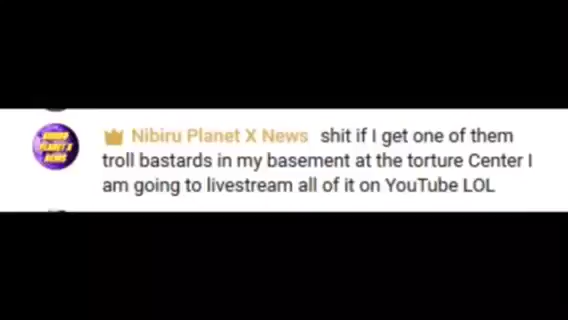 NIBIRU
PLANET X
NEWS
Nibiru Planet X News shit if I get one of them
troll bastards in my basement at the torture Center I
am going to livestream all of it on YouTube LOL